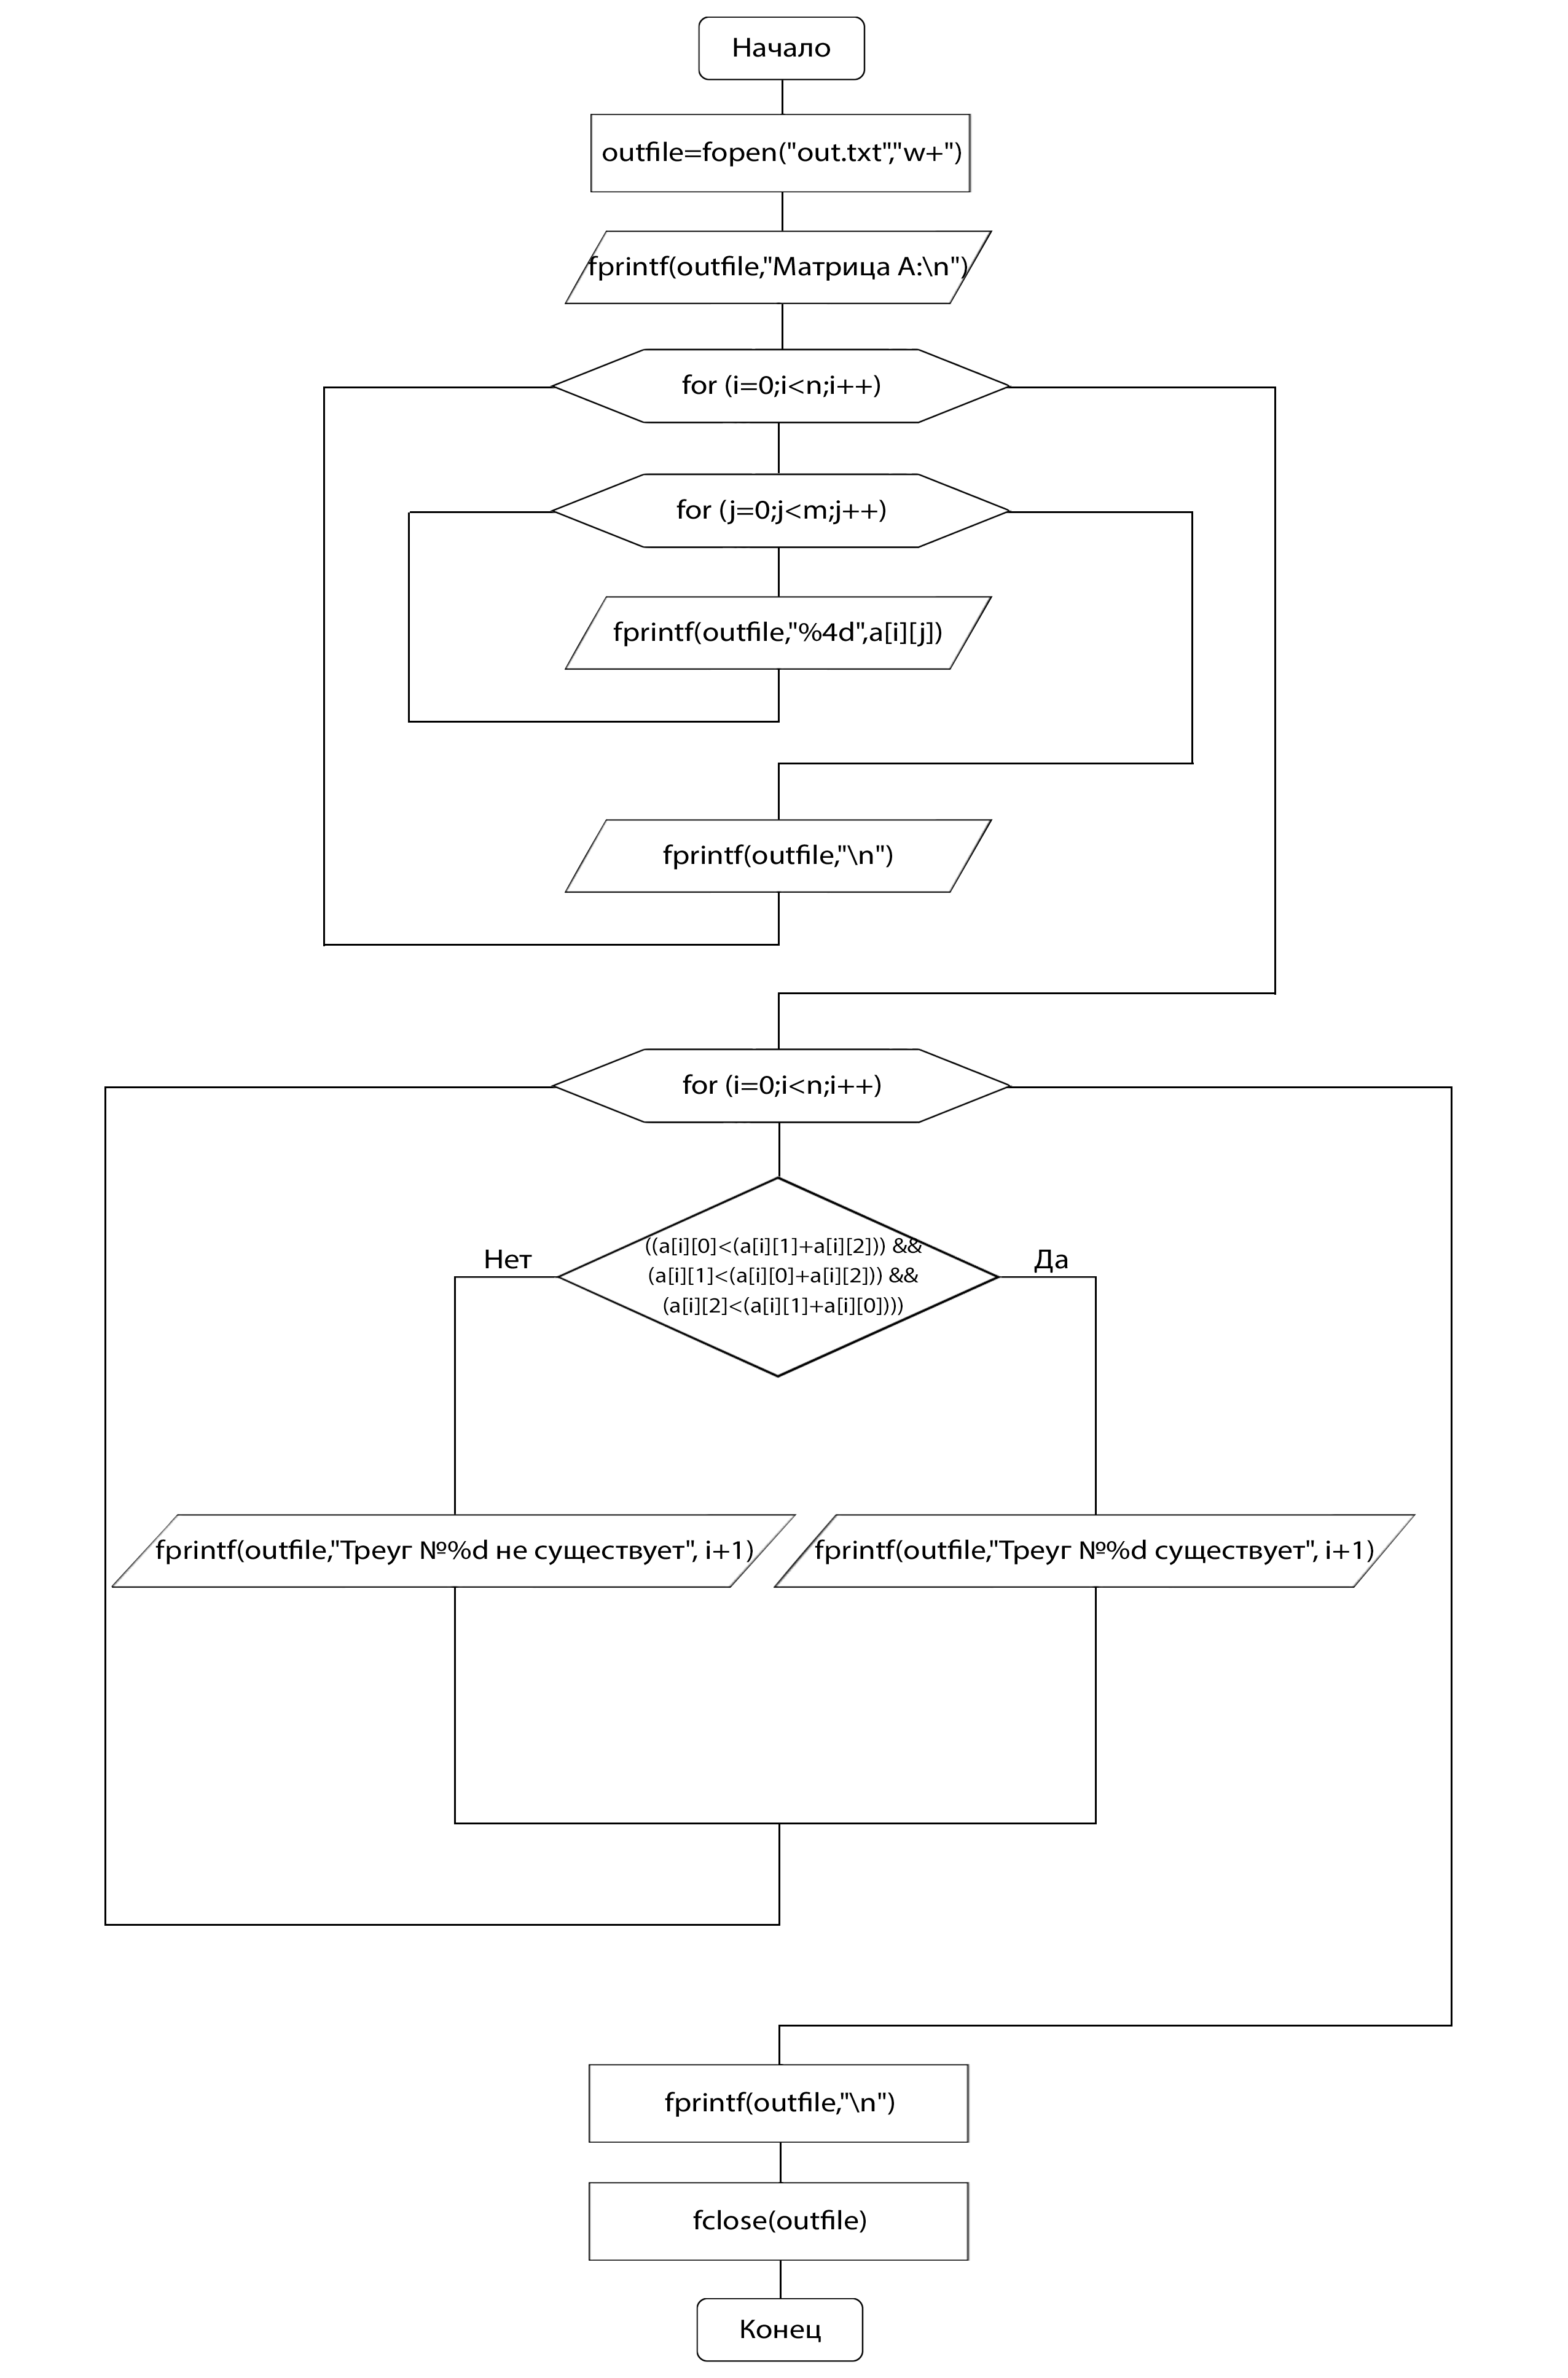 Начало
outfile=fopen("out.txt","w+")
fprintf(outfile,"Матрица A:\n")
for (i=0;i<n;i++)
for (j=0;j<m;j++)
fprintf(outfile,"%4d",a[i][j])
fprintf(outfile,"\n")
for (i=0;i<n;i++)
((a[i][0]<(a[i][1]+a[i][2])) &&
Нет
Да
(a[i][1]<(a[i][0]+a[i][2])) &&
(a[i][2]<(a[i][1]+a[i][0])))
fprintf(outfile,"Треуг №%d не существует", i+1)
fprintf(outfile,"Треуг №%d существует", i+1)
fprintf(outfile,"\n")
fclose(outfile)
Конец